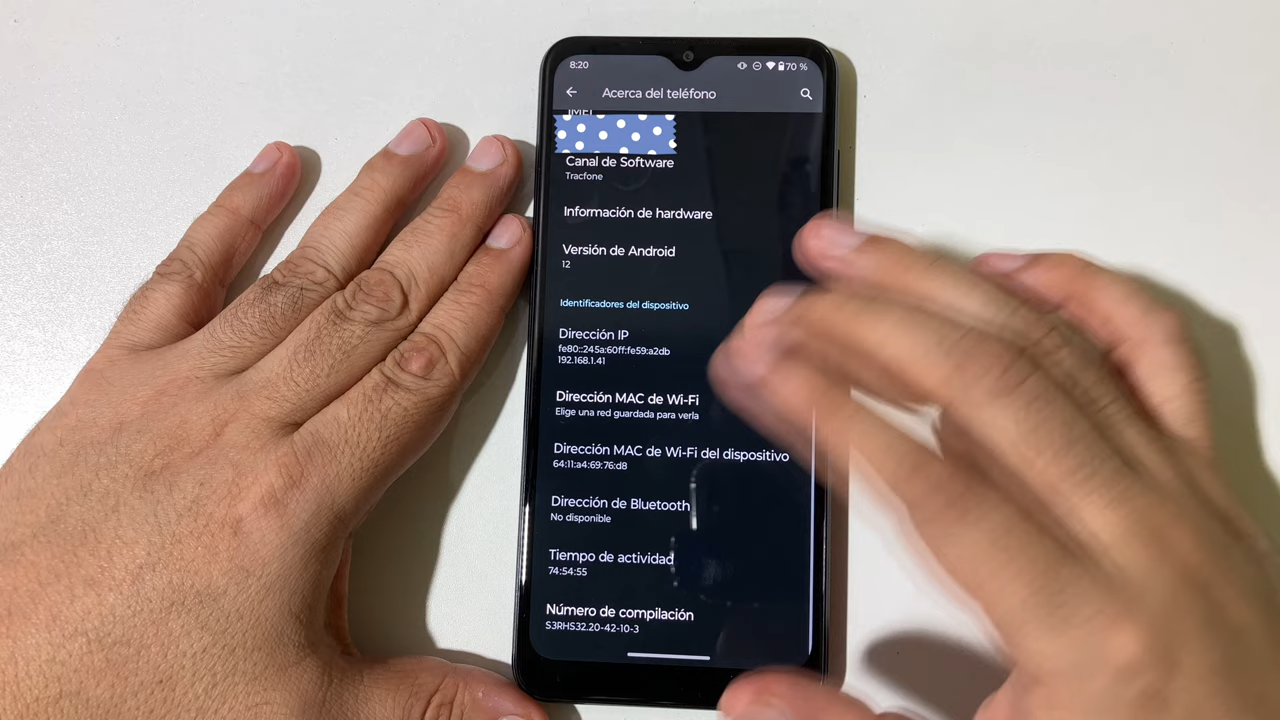 8:20
70 %
Acerca del teléfono
IMEI
Canal de Software
Tracfone
Información de hardware
Versión de Android
12
Identificadores del dispositivo
Dirección IP
fe80::245a:60ff:fe59:a2db
192.168.1.41
Dirección MAC de Wi-Fi
Elige una red guardada para verla
Dirección MAC de Wi-Fi del dispositivo
64:11:a4:69:76:d8
Dirección de Bluetooth
No disponible
Tiempo de actividad
74:54:55
Número de compilación
S3RHS32.20-42-10-3